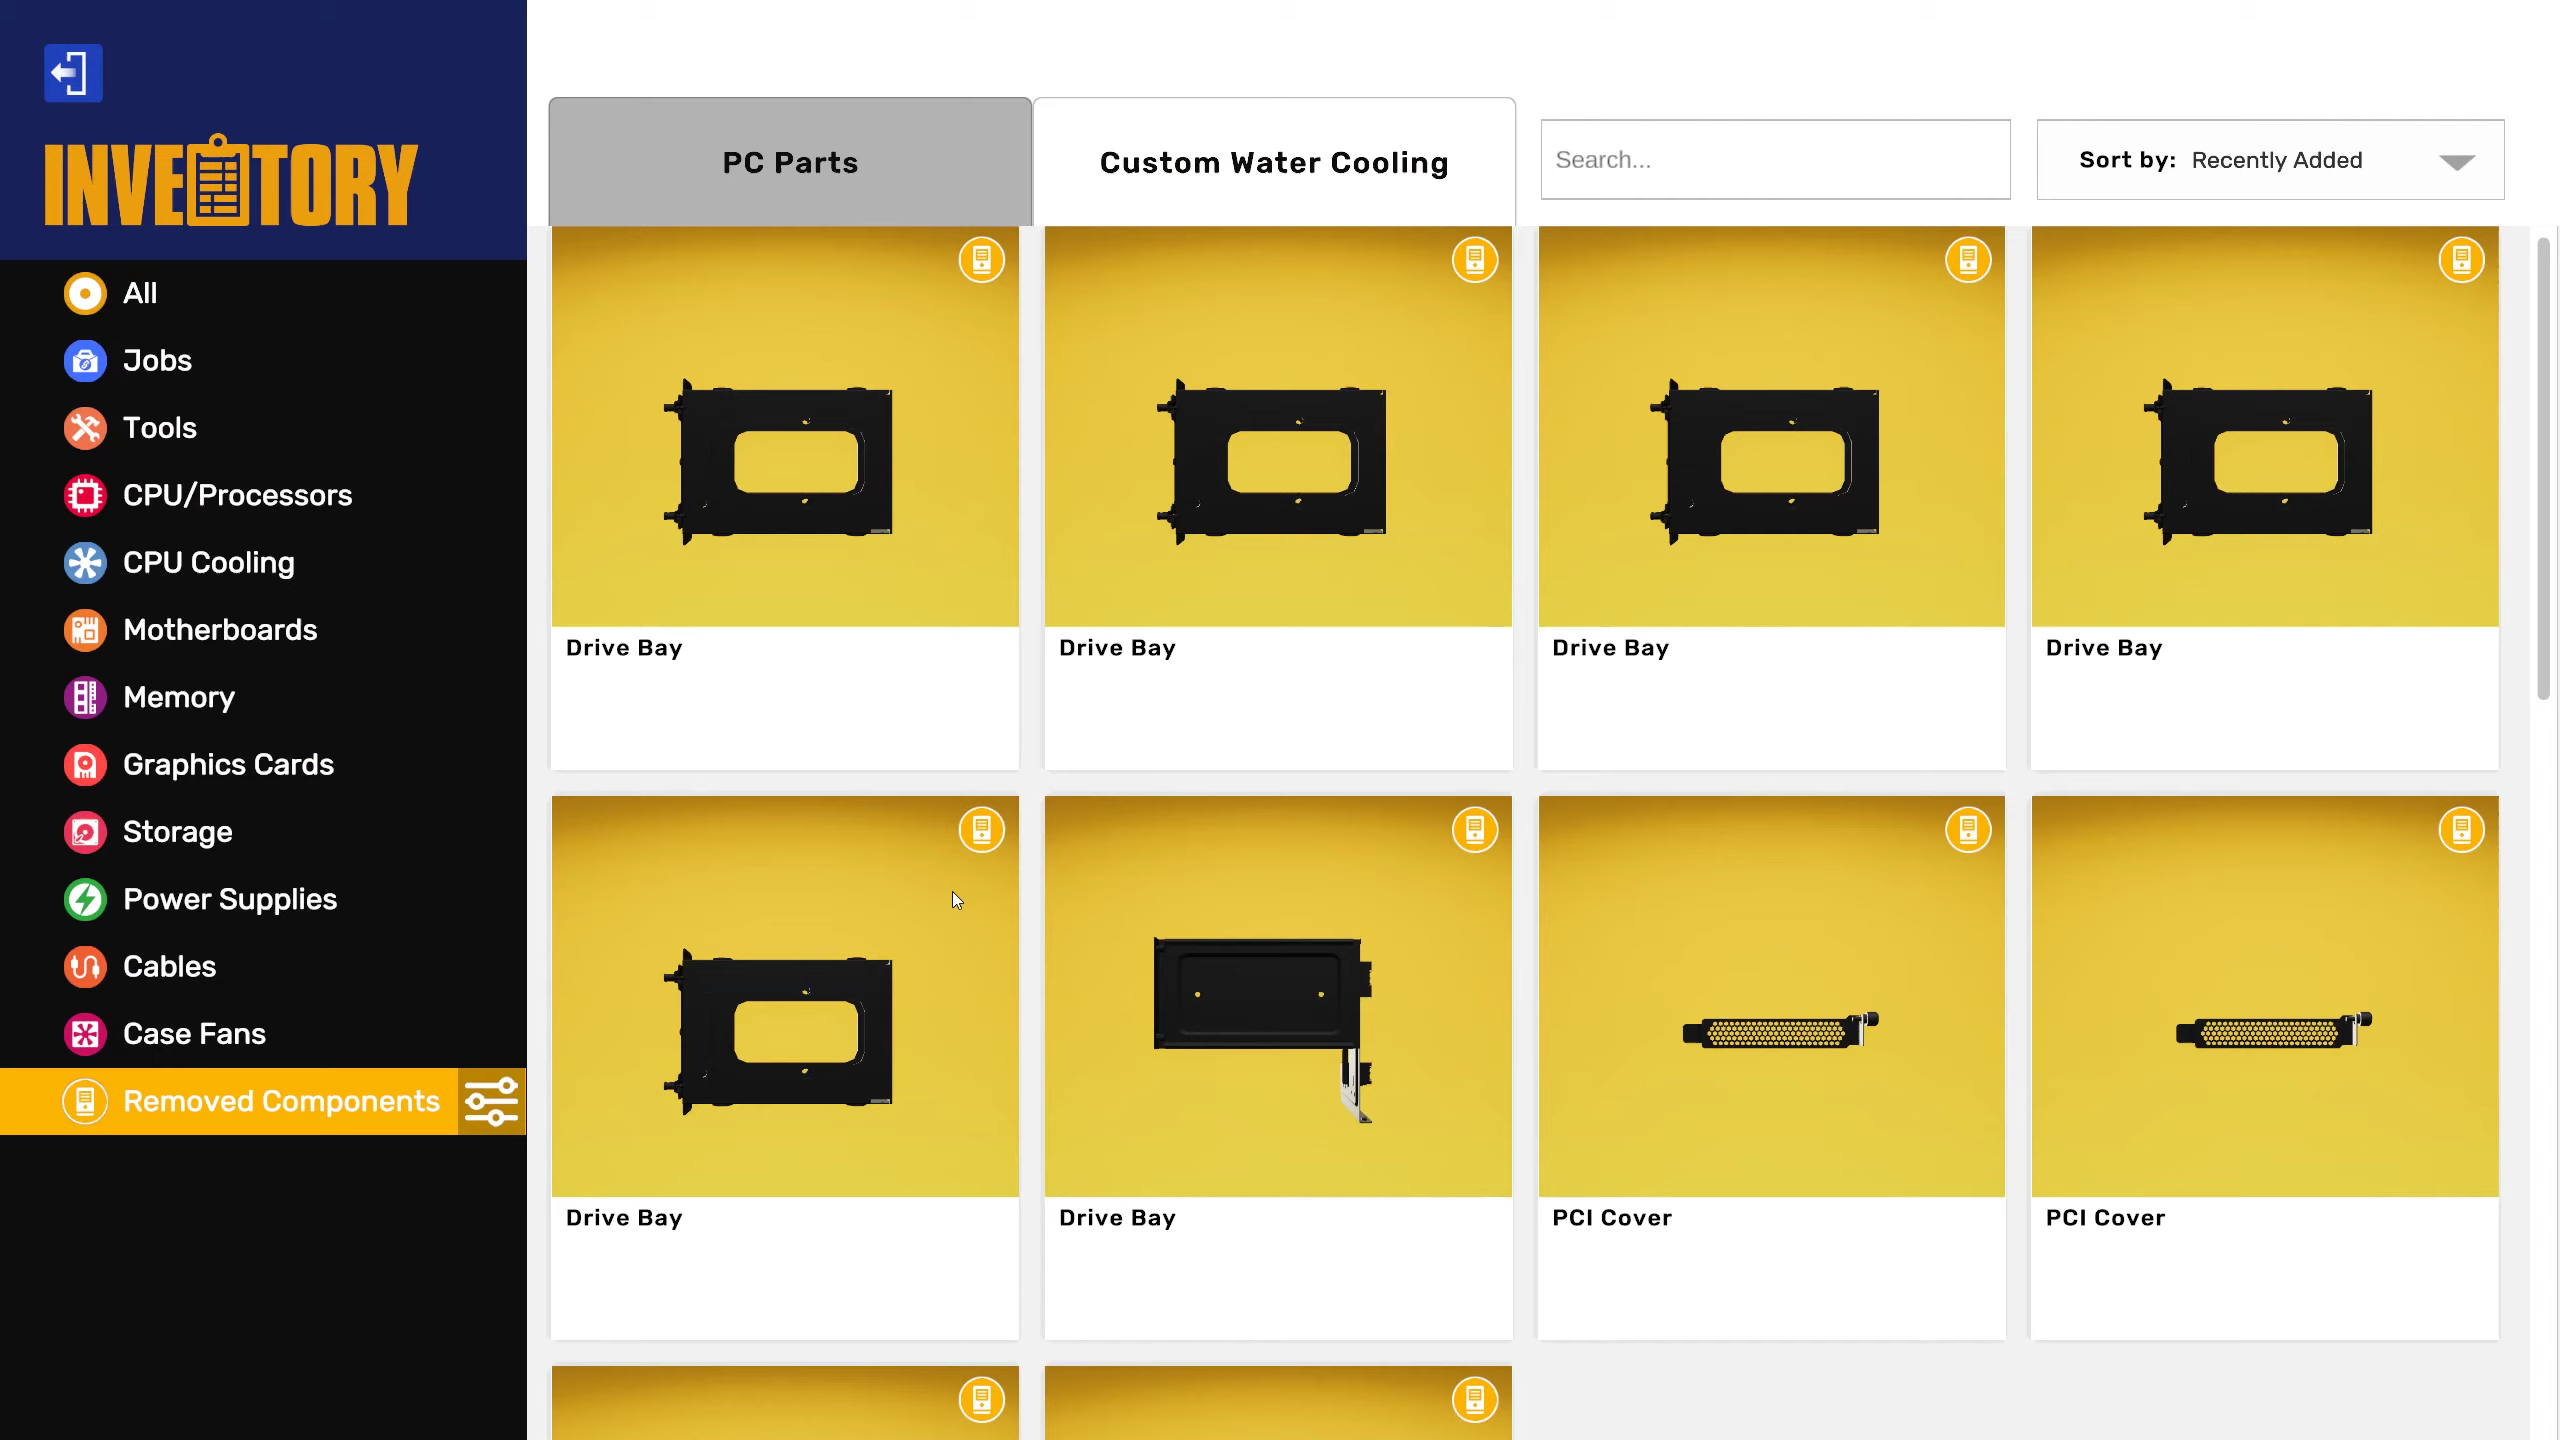 INVENTORY
PC Parts
Custom Water Cooling
Search...
Sort by: Recently Added
All
Jobs
Tools
CPU/Processors
CPU Cooling
Motherboards
Memory
Graphics Cards
Storage
Power Supplies
Cables
Case Fans
Removed Components
Drive Bay
Drive Bay
Drive Bay
Drive Bay
Drive Bay
Drive Bay
PCI Cover
PCI Cover